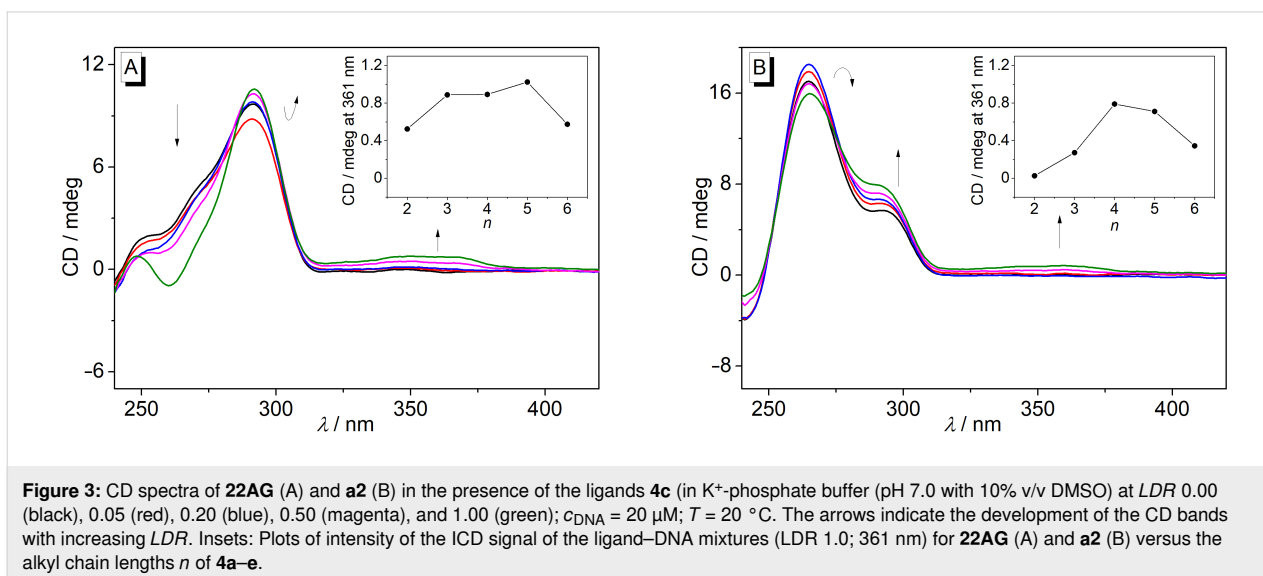 A
CD / mdeg
12
6
0
−6
250
300
350
400
λ / nm
CD / mdeg at 361 nm
1.2
0.8
0.4
0
2
3
4
5
6
n
B
CD / mdeg
16
8
0
−8
250
300
350
400
λ / nm
CD / mdeg at 361 nm
1.2
0.8
0.4
0
2
3
4
5
6
n
Figure 3: CD spectra of 22AG (A) and a2 (B) in the presence of the ligands 4c (in K⁺-phosphate buffer (pH 7.0 with 10% v/v DMSO) at LDR 0.00
(black), 0.05 (red), 0.20 (blue), 0.50 (magenta), and 1.00 (green); cDNA = 20 μM; T = 20 °C. The arrows indicate the development of the CD bands
with increasing LDR. Insets: Plots of intensity of the ICD signal of the ligand–DNA mixtures (LDR 1.0; 361 nm) for 22AG (A) and a2 (B) versus the
alkyl chain lengths n of 4a–e.